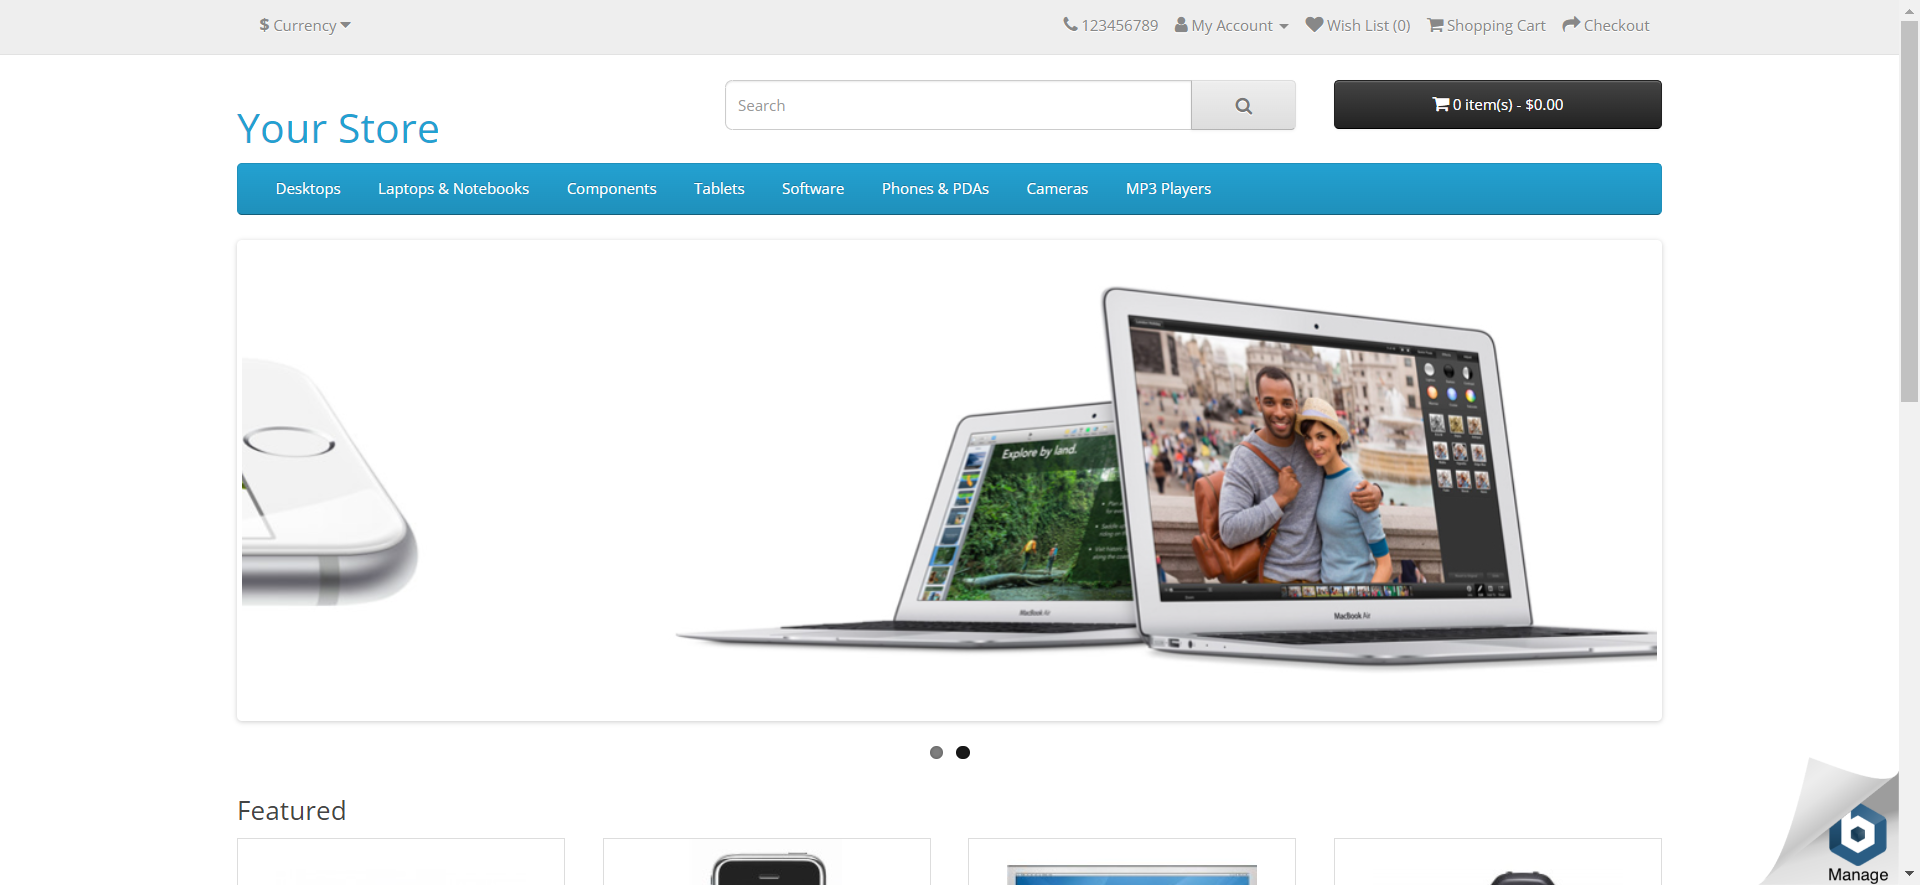 $ Currency
123456789 My Account Wish List (0) Shopping Cart Checkout
Your Store
Search
0 item(s) - $0.00
Desktops Laptops & Notebooks Components Tablets Software Phones & PDAs Cameras MP3 Players
Explore by land.
MacBook Air
MacBook Air
Featured
b
Manage